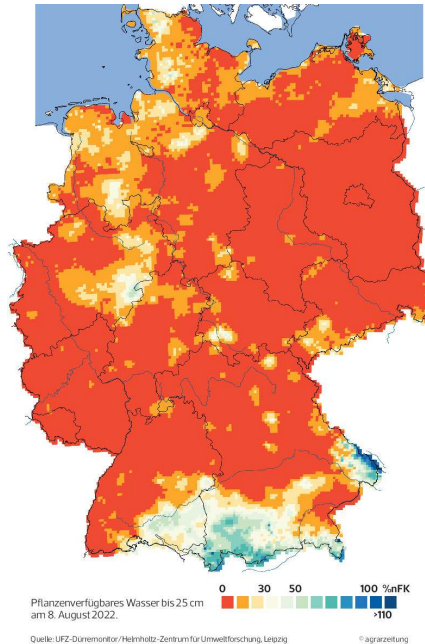 0 30 50 100 %nFK
>110
Pflanzenverfügbares Wasser bis 25 cm
am 8. August 2022.
Quelle: UFZ-Dürremonitor/Helmholtz-Zentrum für Umweltforschung, Leipzig
© agrarzeitung